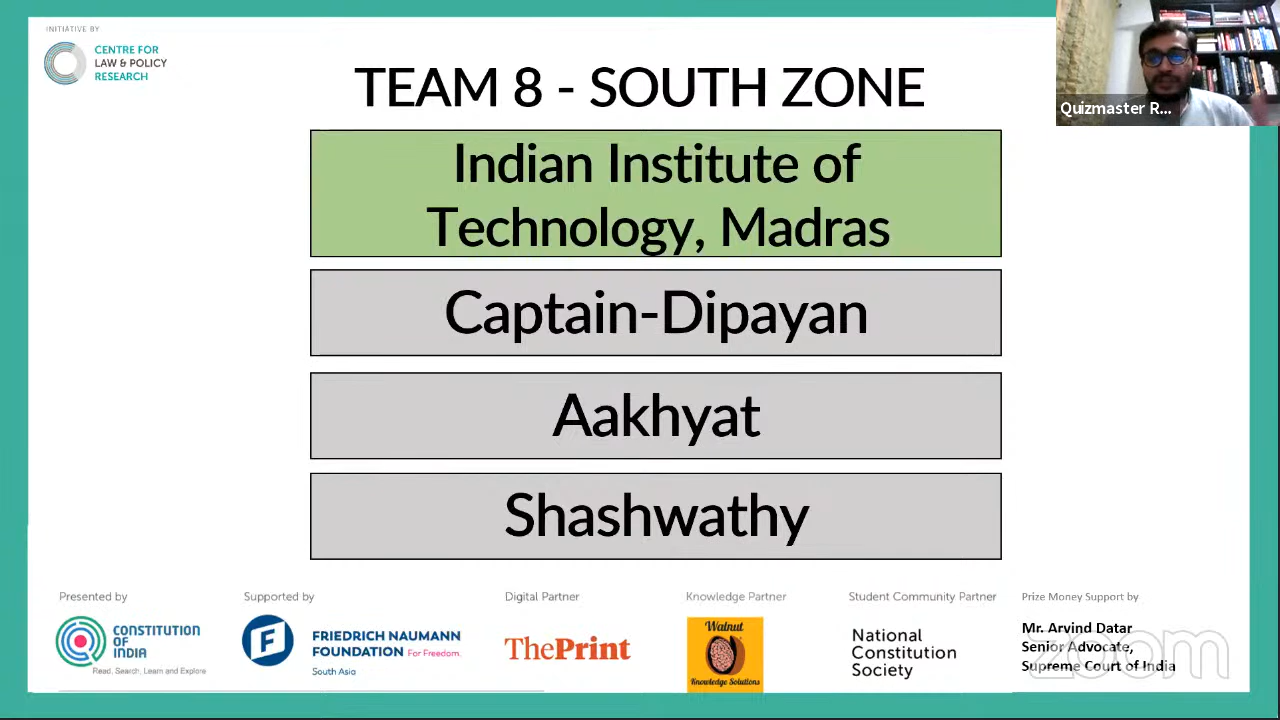 INITIATIVE BY
CENTRE FOR
LAW & POLICY
RESEARCH
TEAM 8 - SOUTH ZONE
Quizmaster R...
Indian Institute of
Technology, Madras
Captain-Dipayan
Aakhyat
Shashwathy
Presented by
CONSTITUTION
OF
INDIA
Read, Search, Learn and Explore
Supported by
F
FRIEDRICH NAUMANN
FOUNDATION For Freedom.
South Asia
Digital Partner
ThePrint
Knowledge Partner
Walnut
Knowledge Solutions
Student Community Partner
National
Constitution
Society
Prize Money Support by
Mr. Arvind Datar
Senior Advocate,
Supreme Court of India
zoom